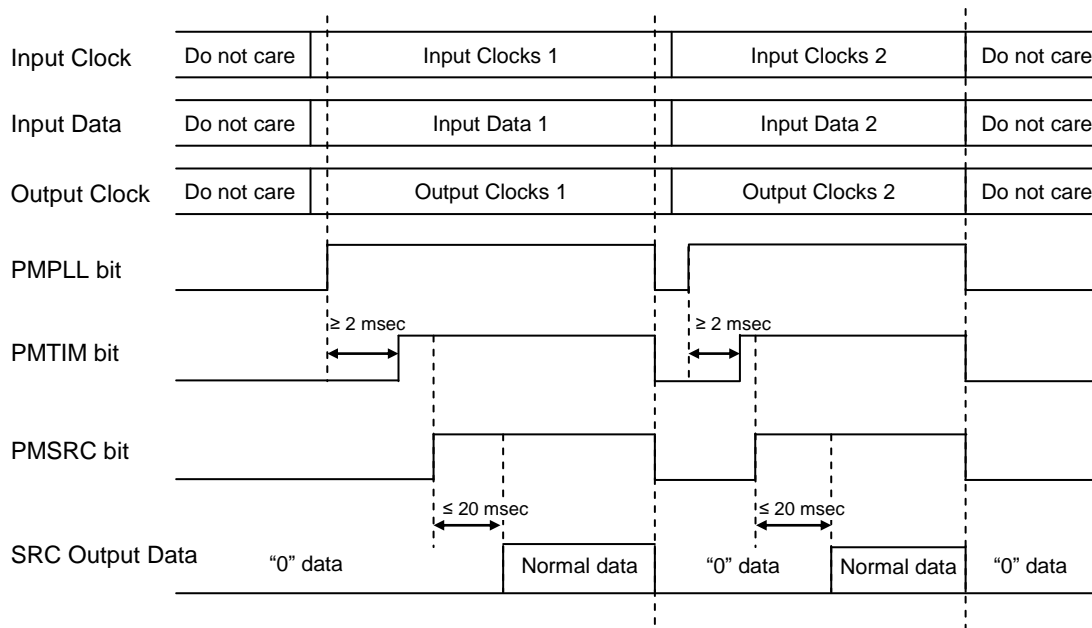 Input Clock Do not care Input Clocks 1 Input Clocks 2 Do not care
Input Data Do not care Input Data 1 Input Data 2 Do not care
Output Clock Do not care Output Clocks 1 Output Clocks 2 Do not care
PMPLL bit
≥ 2 msec ≥ 2 msec
PMTIM bit
PMSRC bit
≤ 20 msec ≤ 20 msec
SRC Output Data “0” data Normal data “0” data Normal data “0” data